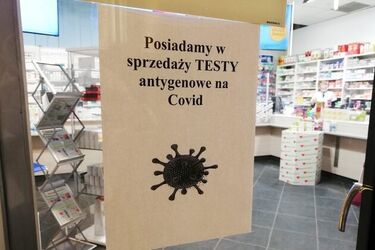 Posiadamy w
sprzedaży TESTY
antygenowe na
Covid